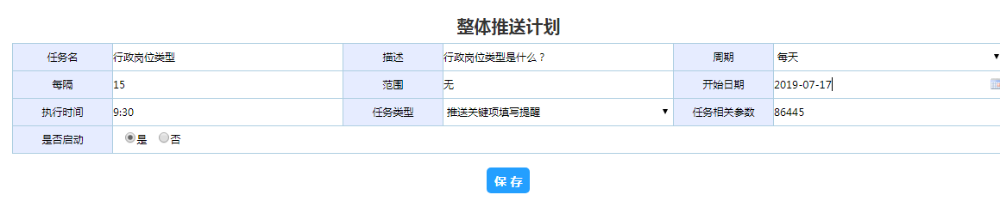 整体推送计划
任务名 行政岗位类型 描述 行政岗位类型是什么？ 周期 每天
每隔 15 范围 无 开始日期 2019-07-17
执行时间 9:30 任务类型 推送关键项填写提醒 任务相关参数 86445
是否启动 是 否
保存